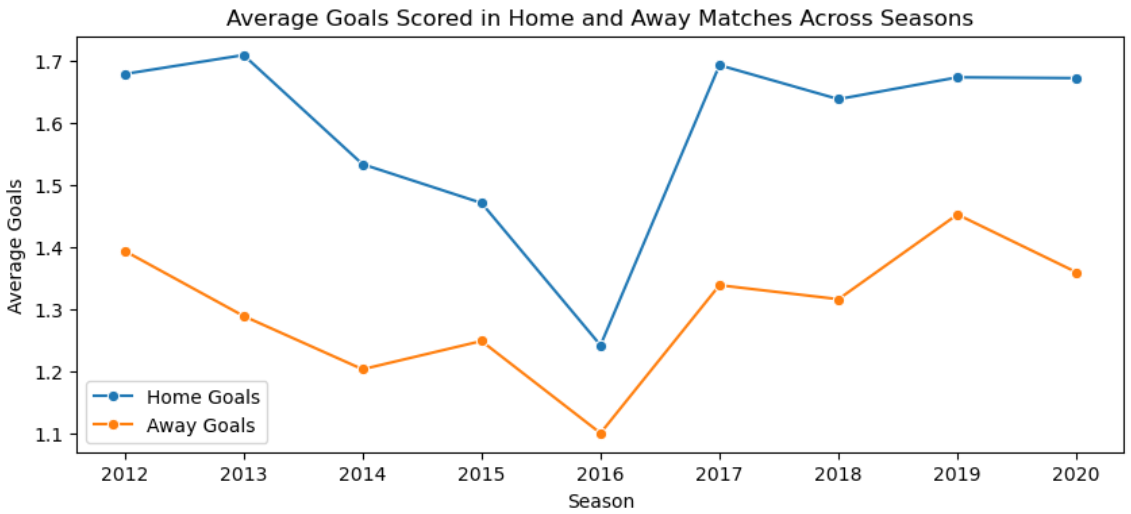 Average Goals Scored in Home and Away Matches Across Seasons
Average Goals
1.7
1.6
1.5
1.4
1.3
1.2
1.1
Home Goals
Away Goals
2012 2013 2014 2015 2016 2017 2018 2019 2020
Season